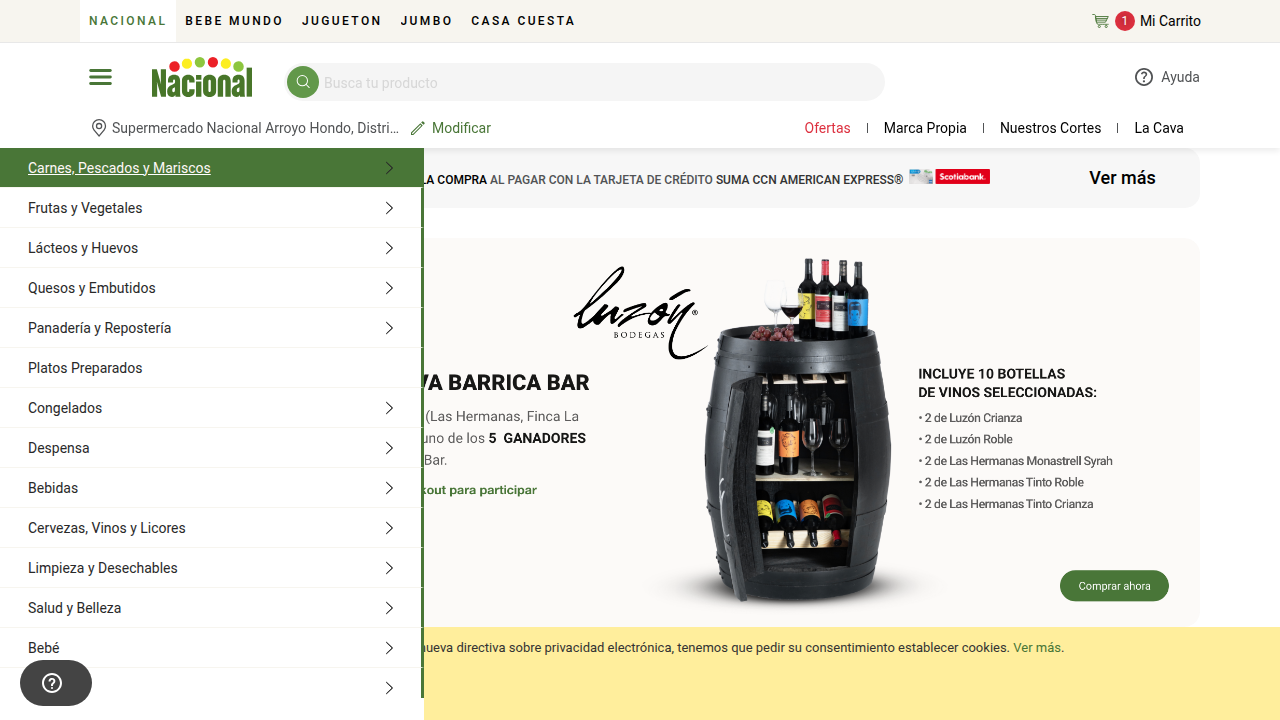 NACIONAL BEBE MUNDO JUGUETON JUMBO CASA CUESTA 1 Mi Carrito
Nacional Busca tu producto Ayuda
Supermercado Nacional Arroyo Hondo, Distri... Modificar Ofertas Marca Propia Nuestros Cortes La Cava
Carnes, Pescados y Mariscos
LA COMPRA AL PAGAR CON LA TARJETA DE CRÉDITO SUMA CCN AMERICAN EXPRESS® Scotiabank. Ver más
Frutas y Vegetales
Lácteos y Huevos
Quesos y Embutidos
Panadería y Repostería
Platos Preparados
Congelados
Despensa
Bebidas
Cervezas, Vinos y Licores
Limpieza y Desechables
Salud y Belleza
Bebé
luzón®
BODEGAS
VA BARRICA BAR
(Las Hermanas, Finca La
uno de los 5 GANADORES
Bar.
kout para participar
INCLUYE 10 BOTELLAS
DE VINOS SELECCIONADAS:
• 2 de Luzón Crianza
• 2 de Luzón Roble
• 2 de Las Hermanas Monastrell Syrah
• 2 de Las Hermanas Tinto Roble
• 2 de Las Hermanas Tinto Crianza
Comprar ahora
nueva directiva sobre privacidad electrónica, tenemos que pedir su consentimiento establecer cookies. Ver más.